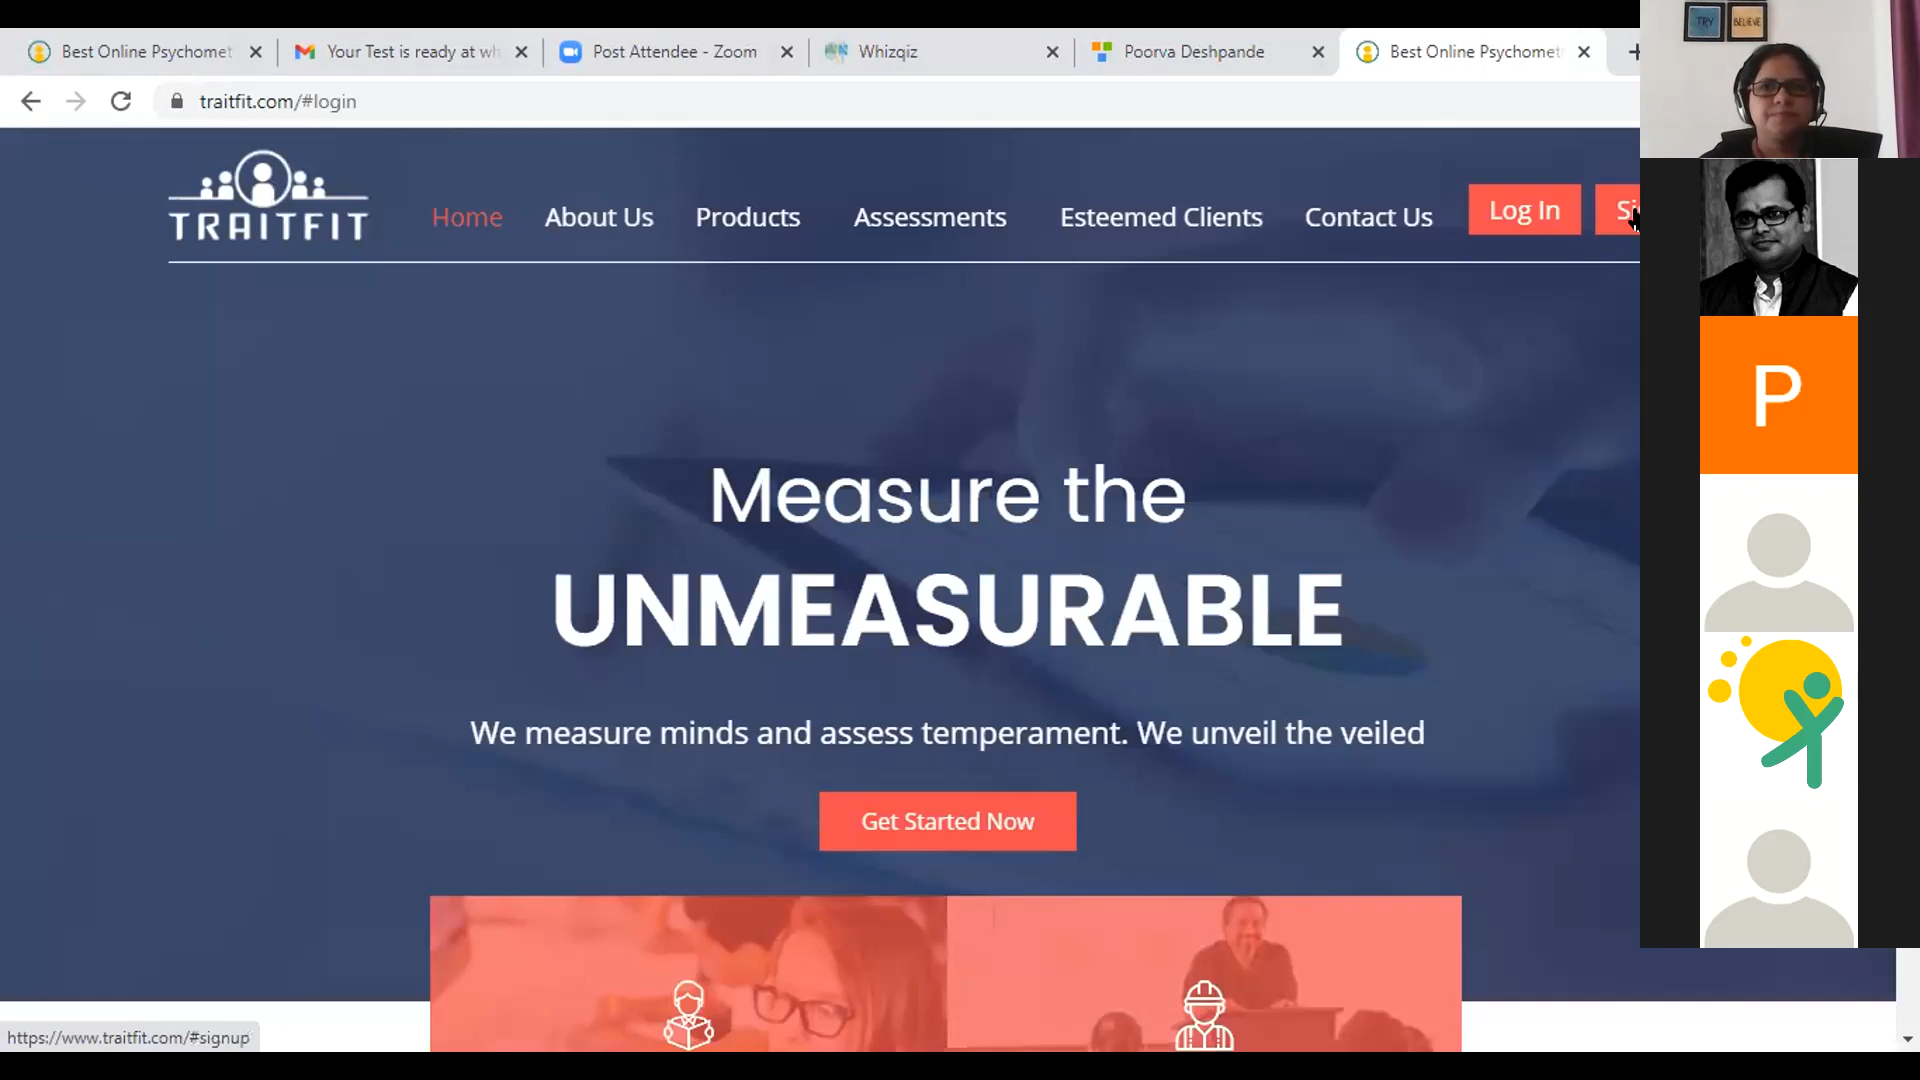 TRY
BELIEVE
Best Online Psychomet
Your Test is ready at wh
Post Attendee - Zoom
Whizqiz
Poorva Deshpande
Best Online Psychomet
traitfit.com/#login
TRAITFIT
Home
About Us
Products
Assessments
Esteemed Clients
Contact Us
Log In
Si
Measure the
UNMEASURABLE
We measure minds and assess temperament. We unveil the veiled
Get Started Now
P
https://www.traitfit.com/#signup